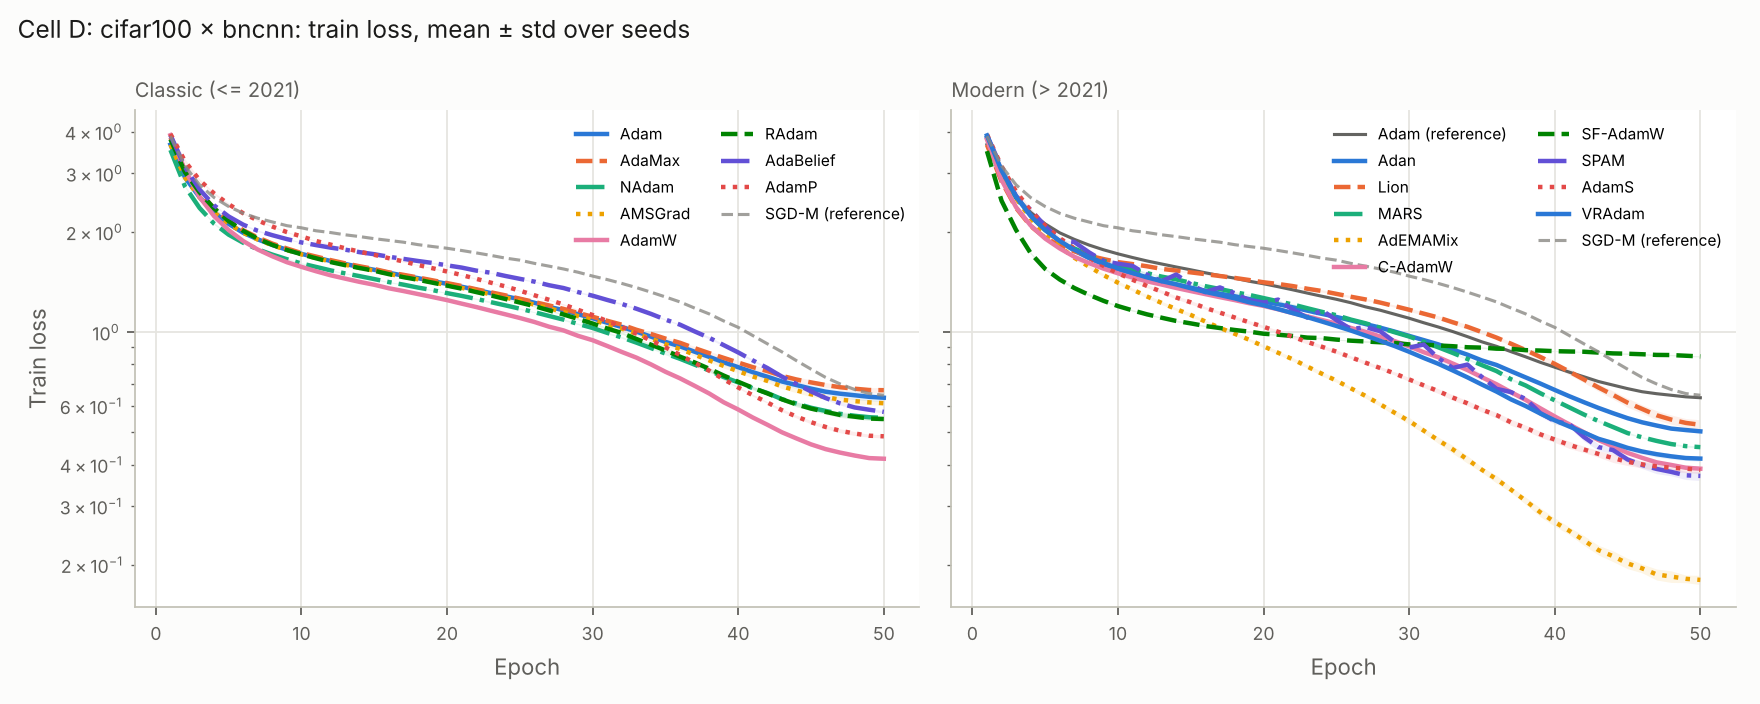 Cell D: cifar100 × bncnn: train loss, mean ± std over seeds
Classic (<= 2021)
Modern (> 2021)
Train loss
4 × 10⁰
3 × 10⁰
2 × 10⁰
10⁰
6 × 10⁻¹
4 × 10⁻¹
3 × 10⁻¹
2 × 10⁻¹
Adam
AdaMax
NAdam
AMSGrad
AdamW
RAdam
AdaBelief
AdamP
SGD-M (reference)
Adam (reference)
Adan
Lion
MARS
AdEMAMix
C-AdamW
SF-AdamW
SPAM
AdamS
VRAdam
SGD-M (reference)
0 10 20 30 40 50
0 10 20 30 40 50
Epoch
Epoch